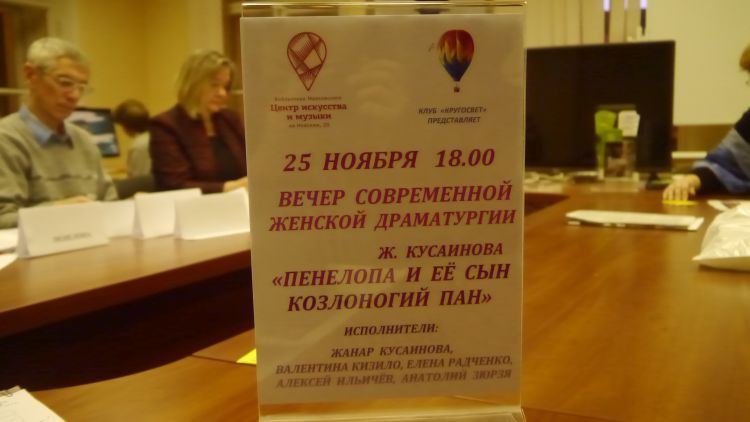 Библиотека Маяковского
Центр искусства
и музыки
на Невском, 20
КЛУБ «КРУГОСВЕТ»
ПРЕДСТАВЛЯЕТ
25 НОЯБРЯ 18.00
ВЕЧЕР СОВРЕМЕННОЙ
ЖЕНСКОЙ ДРАМАТУРГИИ
Ж. КУСАИНОВА
«ПЕНЕЛОПА И ЕЁ СЫН
КОЗЛОНОГИЙ ПАН»
ИСПОЛНИТЕЛИ:
ЖАНАР КУСАИНОВА,
ВАЛЕНТИНА КИЗИЛО, ЕЛЕНА РАДЧЕНКО,
АЛЕКСЕЙ ИЛЬИЧЁВ, АНАТОЛИЙ ЗЮРЗЯ